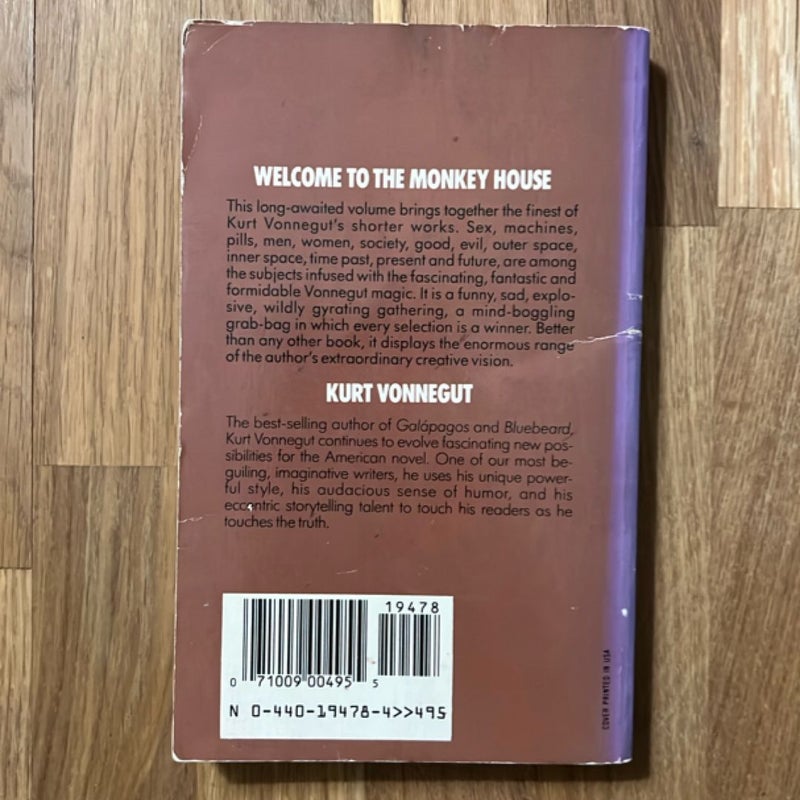 WELCOME TO THE MONKEY HOUSE
This long-awaited volume brings together the finest of
Kurt Vonnegut's shorter works. Sex, machines,
pills, men, women, society, good, evil, outer space,
inner space, time past, present and future, are among
the subjects infused with the fascinating, fantastic and
formidable Vonnegut magic. It is a funny, sad, explo-
sive, wildly gyrating gathering, a mind-boggling
grab-bag in which every selection is a winner. Better
than any other book, it displays the enormous range
of the author's extraordinary creative vision.
KURT VONNEGUT
The best-selling author of Galápagos and Bluebeard,
Kurt Vonnegut continues to evolve fascinating new pos-
sibilities for the American novel. One of our most be-
guiling, imaginative writers, he uses his unique power-
ful style, his audacious sense of humor, and his
eccentric storytelling talent to touch his readers as he
touches the truth.
19478
0 71009 00495 5
N 0-440-19478-4>>495
COVER PRINTED IN USA